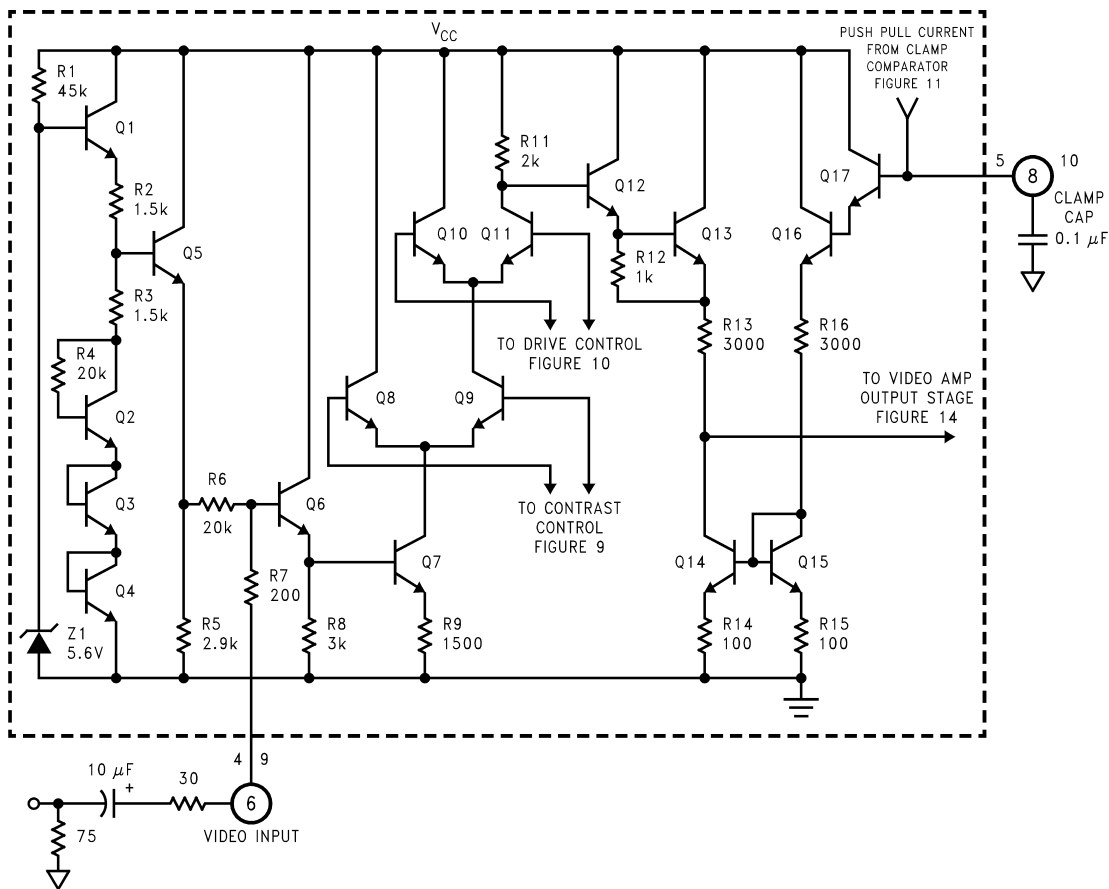 VCC
PUSH PULL CURRENT
FROM CLAMP
COMPARATOR
FIGURE 11
R1
45k
Q1
R11
2k
Q12
Q17
5
8
10
CLAMP
CAP
0.1 μF
R2
1.5k
Q5
Q10
Q11
Q13
Q16
R12
1k
R3
1.5k
R4
20k
TO DRIVE CONTROL
FIGURE 10
R13
3000
R16
3000
TO VIDEO AMP
OUTPUT STAGE
FIGURE 14
Q2
Q8
Q9
Q3
R6
20k
Q6
TO CONTRAST
CONTROL
FIGURE 9
Q4
R7
200
Q7
Q14
Q15
Z1
5.6V
R5
2.9k
R8
3k
R9
1500
R14
100
R15
100
4
9
10 μF
+
30
6
75
VIDEO INPUT